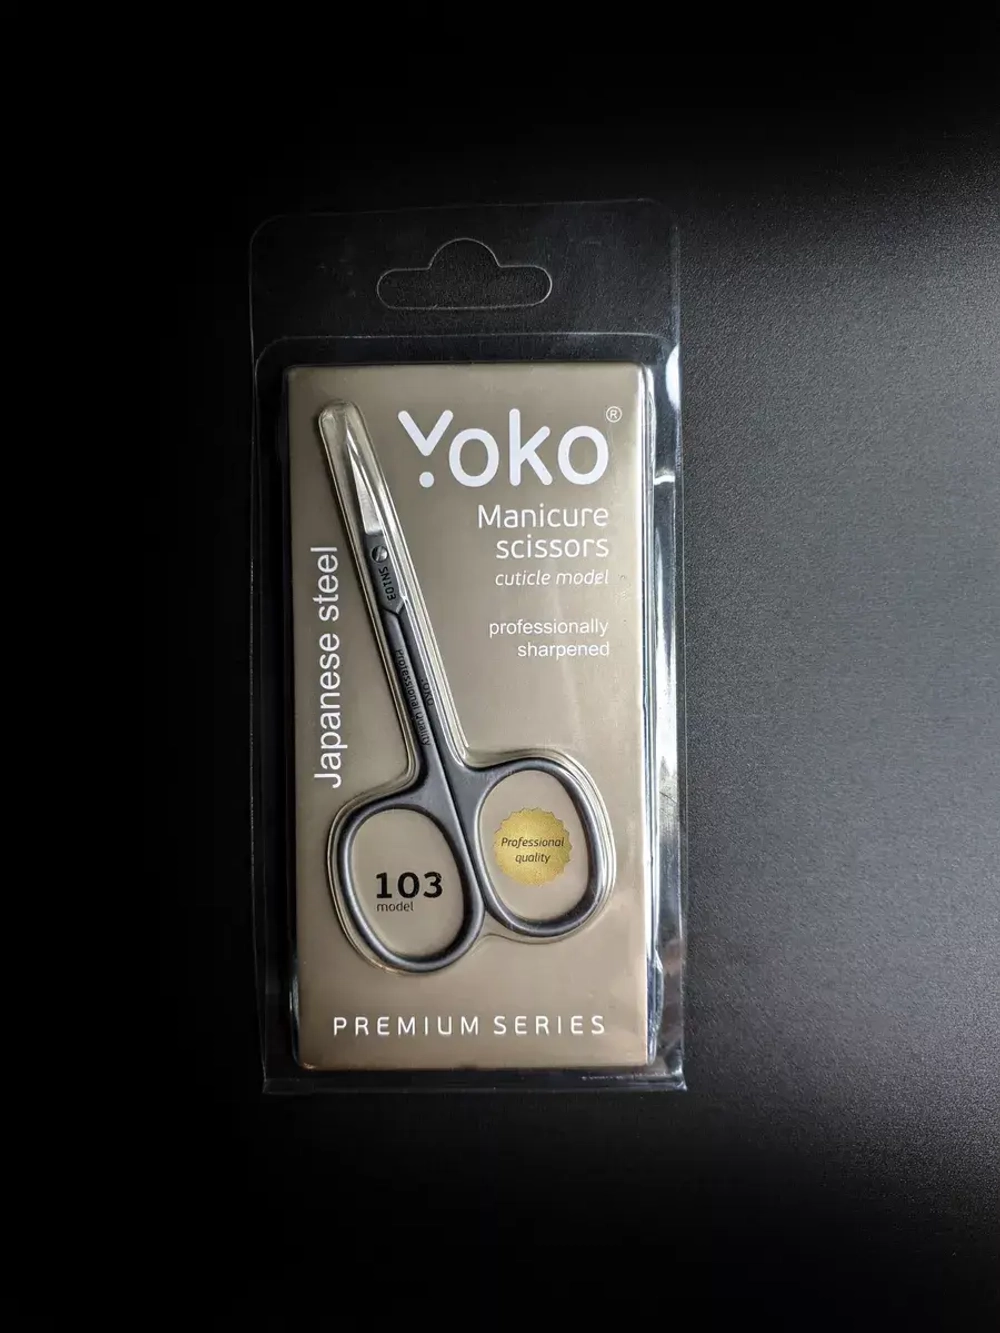 Yoko®
Manicure
scissors
cuticle model
professionally
sharpened
Japanese steel
SN103
YOKO
Professional Quality
Professional
quality
103
model
PREMIUM SERIES